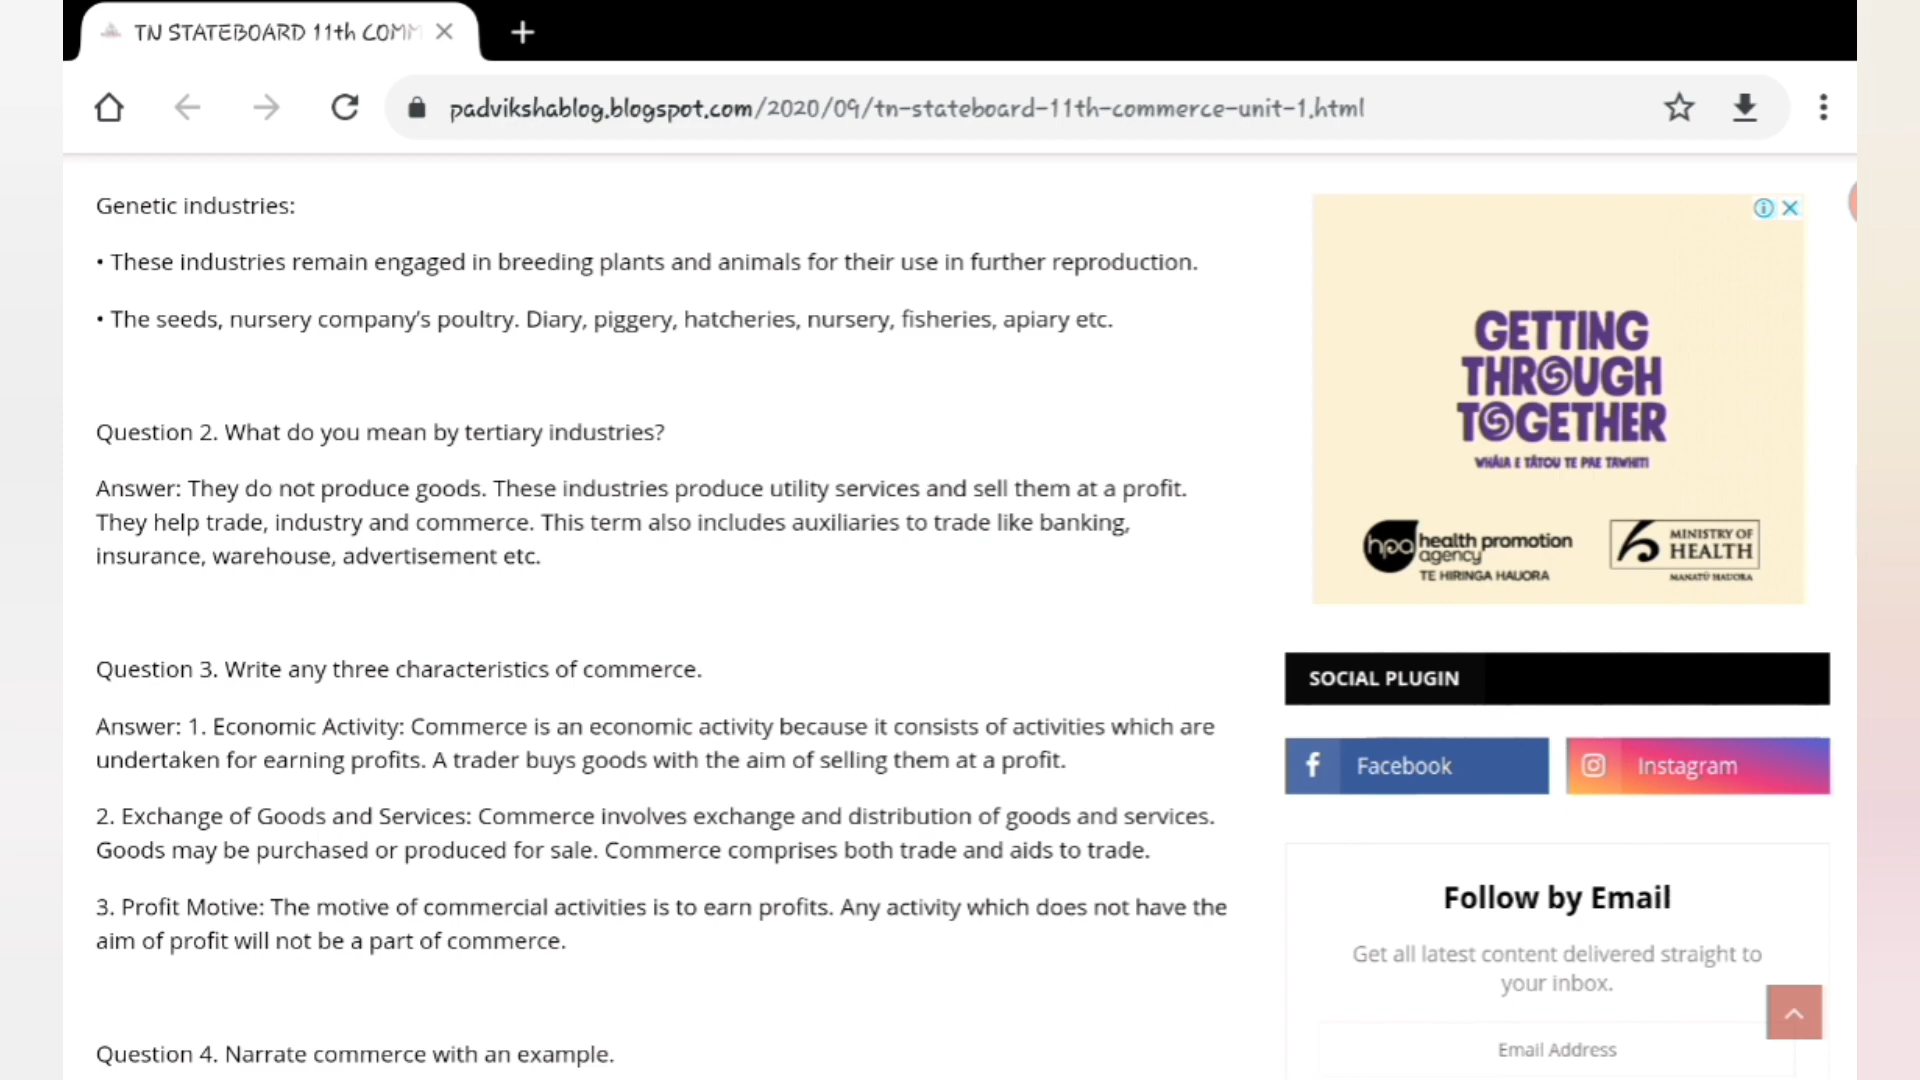 TN STATEBOARD 11th COMM
padvikshablog.blogspot.com/2020/09/tn-stateboard-11th-commerce-unit-1.html
Genetic industries:
• These industries remain engaged in breeding plants and animals for their use in further reproduction.
• The seeds, nursery company's poultry. Diary, piggery, hatcheries, nursery, fisheries, apiary etc.
Question 2. What do you mean by tertiary industries?
Answer: They do not produce goods. These industries produce utility services and sell them at a profit.
They help trade, industry and commerce. This term also includes auxiliaries to trade like banking,
insurance, warehouse, advertisement etc.
Question 3. Write any three characteristics of commerce.
Answer: 1. Economic Activity: Commerce is an economic activity because it consists of activities which are
undertaken for earning profits. A trader buys goods with the aim of selling them at a profit.
2. Exchange of Goods and Services: Commerce involves exchange and distribution of goods and services.
Goods may be purchased or produced for sale. Commerce comprises both trade and aids to trade.
3. Profit Motive: The motive of commercial activities is to earn profits. Any activity which does not have the
aim of profit will not be a part of commerce.
Question 4. Narrate commerce with an example.
GETTING
THROUGH
TOGETHER
WHĀIA E TĀTOU TE PAE TAWHITI
hpa health promotion
agency
TE HIRINGA HAUORA
MINISTRY OF
HEALTH
MANATŪ HAUORA
SOCIAL PLUGIN
Facebook
Instagram
Follow by Email
Get all latest content delivered straight to
your inbox.
Email Address